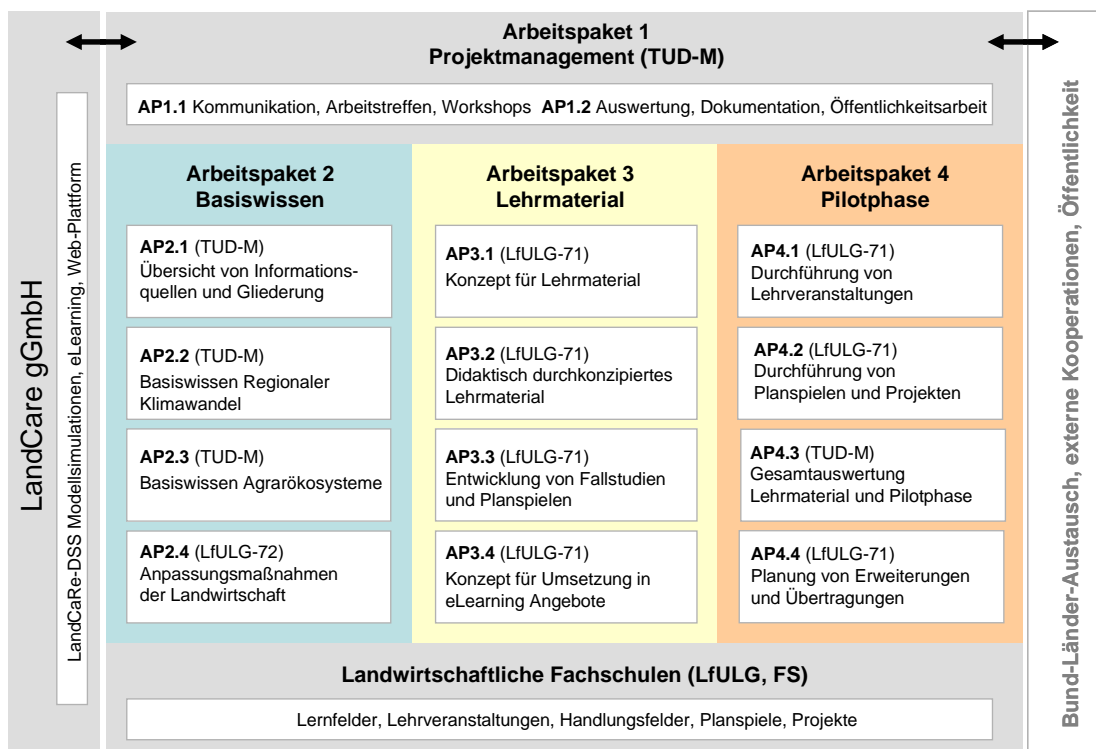 LandCare gGmbH
LandCaRe-DSS Modellsimulationen, eLearning, Web-Plattform
Arbeitspaket 1
Projektmanagement (TUD-M)
AP1.1 Kommunikation, Arbeitstreffen, Workshops AP1.2 Auswertung, Dokumentation, Öffentlichkeitsarbeit
Arbeitspaket 2
Basiswissen
AP2.1 (TUD-M)
Übersicht von Informations-
quellen und Gliederung
AP2.2 (TUD-M)
Basiswissen Regionaler
Klimawandel
AP2.3 (TUD-M)
Basiswissen Agrarökosysteme
AP2.4 (LfULG-72)
Anpassungsmaßnahmen
der Landwirtschaft
Arbeitspaket 3
Lehrmaterial
AP3.1 (LfULG-71)
Konzept für Lehrmaterial
AP3.2 (LfULG-71)
Didaktisch durchkonzipiertes
Lehrmaterial
AP3.3 (LfULG-71)
Entwicklung von Fallstudien
und Planspielen
AP3.4 (LfULG-71)
Konzept für Umsetzung in
eLearning Angebote
Arbeitspaket 4
Pilotphase
AP4.1 (LfULG-71)
Durchführung von
Lehrveranstaltungen
AP4.2 (LfULG-71)
Durchführung von
Planspielen und Projekten
AP4.3 (TUD-M)
Gesamtauswertung
Lehrmaterial und Pilotphase
AP4.4 (LfULG-71)
Planung von Erweiterungen
und Übertragungen
Landwirtschaftliche Fachschulen (LfULG, FS)
Lernfelder, Lehrveranstaltungen, Handlungsfelder, Planspiele, Projekte
Bund-Länder-Austausch, externe Kooperationen, Öffentlichkeit